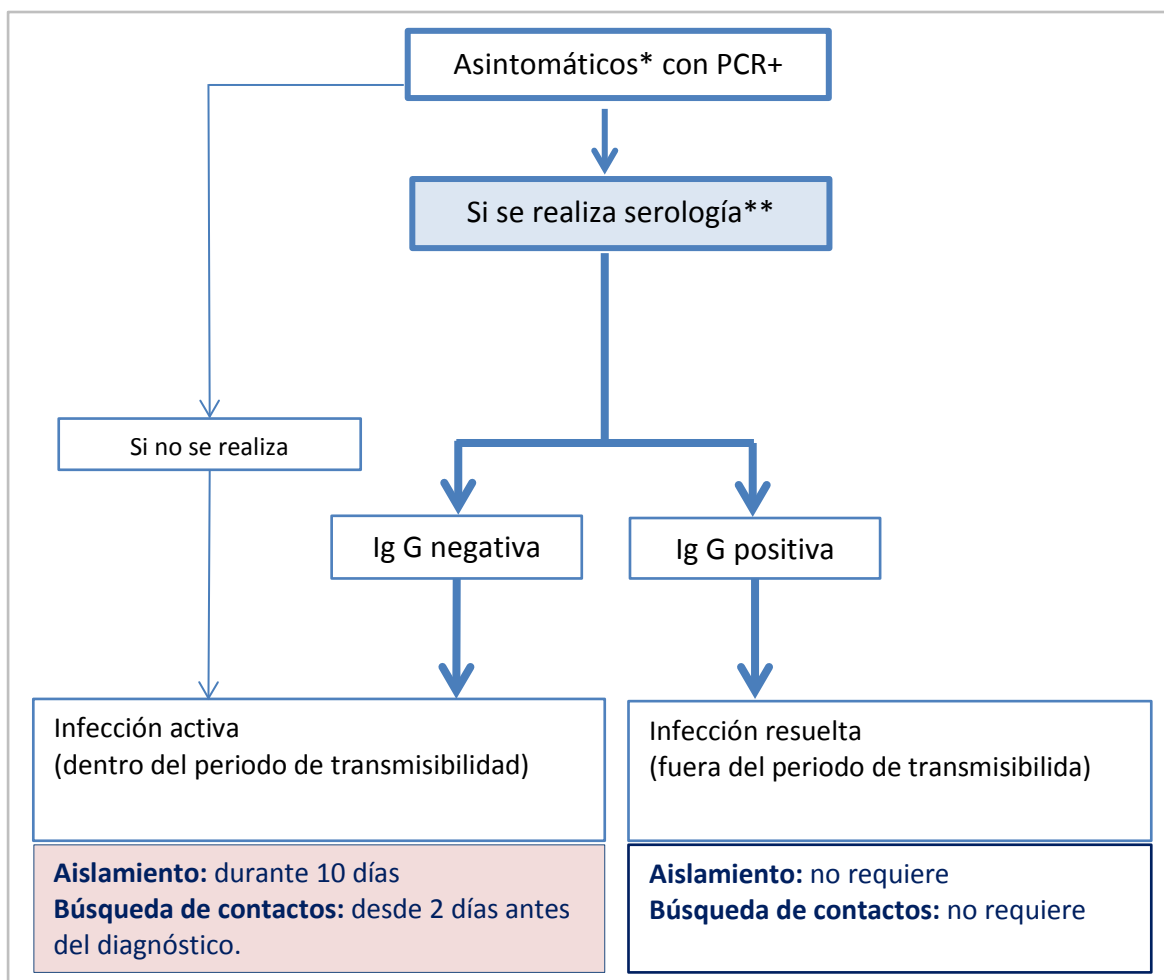 Asintomáticos* con PCR+
Si se realiza serología**
Si no se realiza
Ig G negativa
Ig G positiva
Infección activa
(dentro del periodo de transmisibilidad)
Infección resuelta
(fuera del periodo de transmisibilida)
Aislamiento: durante 10 días
Búsqueda de contactos: desde 2 días antes
del diagnóstico.
Aislamiento: no requiere
Búsqueda de contactos: no requiere